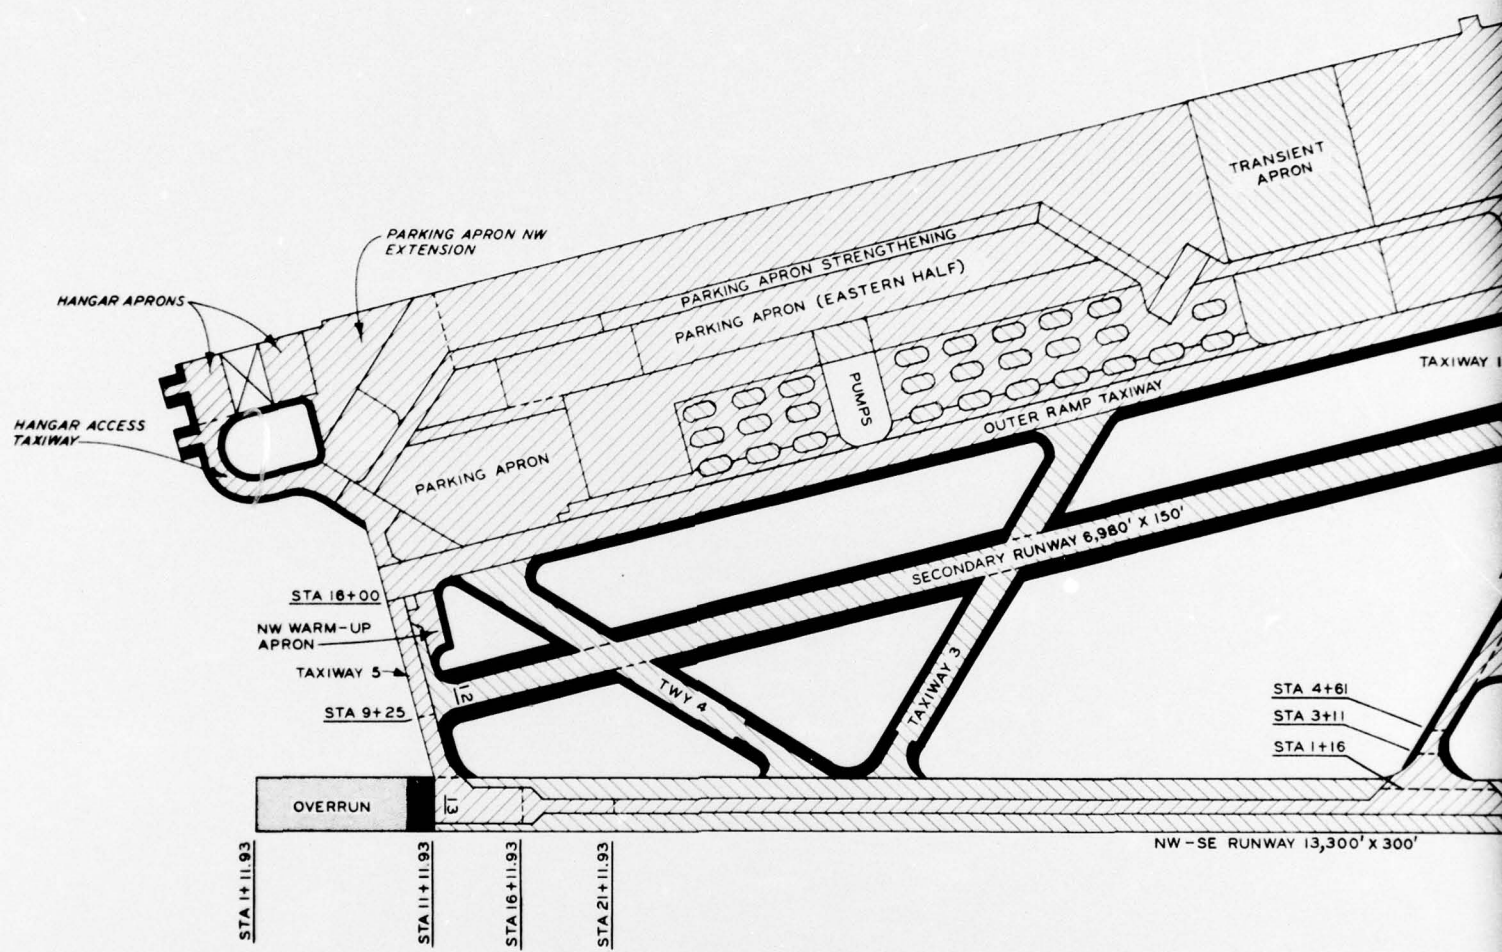 TRANSIENT
APRON
PARKING APRON NW
EXTENSION
PARKING APRON STRENGTHENING
PARKING APRON (EASTERN HALF)
HANGAR APRONS
TAXIWAY 1
PUMPS
OUTER RAMP TAXIWAY
HANGAR ACCESS
TAXIWAY
PARKING APRON
SECONDARY RUNWAY 6,980' X 150'
STA 16+00
NW WARM-UP
APRON
TAXIWAY 5
12
TWY 4
TAXIWAY 3
STA 9+25
STA 4+61
STA 3+11
STA 1+16
OVERRUN
13
NW-SE RUNWAY 13,300' X 300'
STA 1+11.93
STA 11+11.93
STA 16+11.93
STA 21+11.93